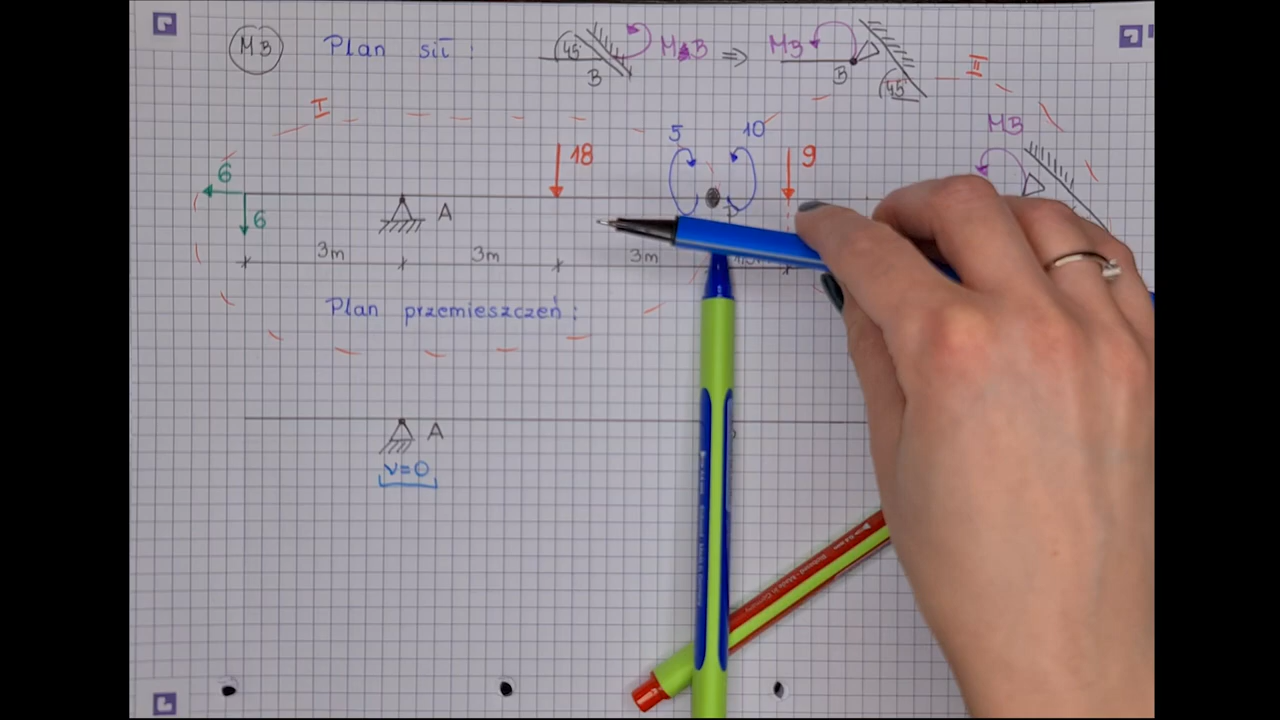 MB Plan sił: 45° B MAB ⇒ MB B 45°
I II
6 18 5 10 9 MB
6 A
3m 3m 3m
Plan przemieszczeń:
A
v=0